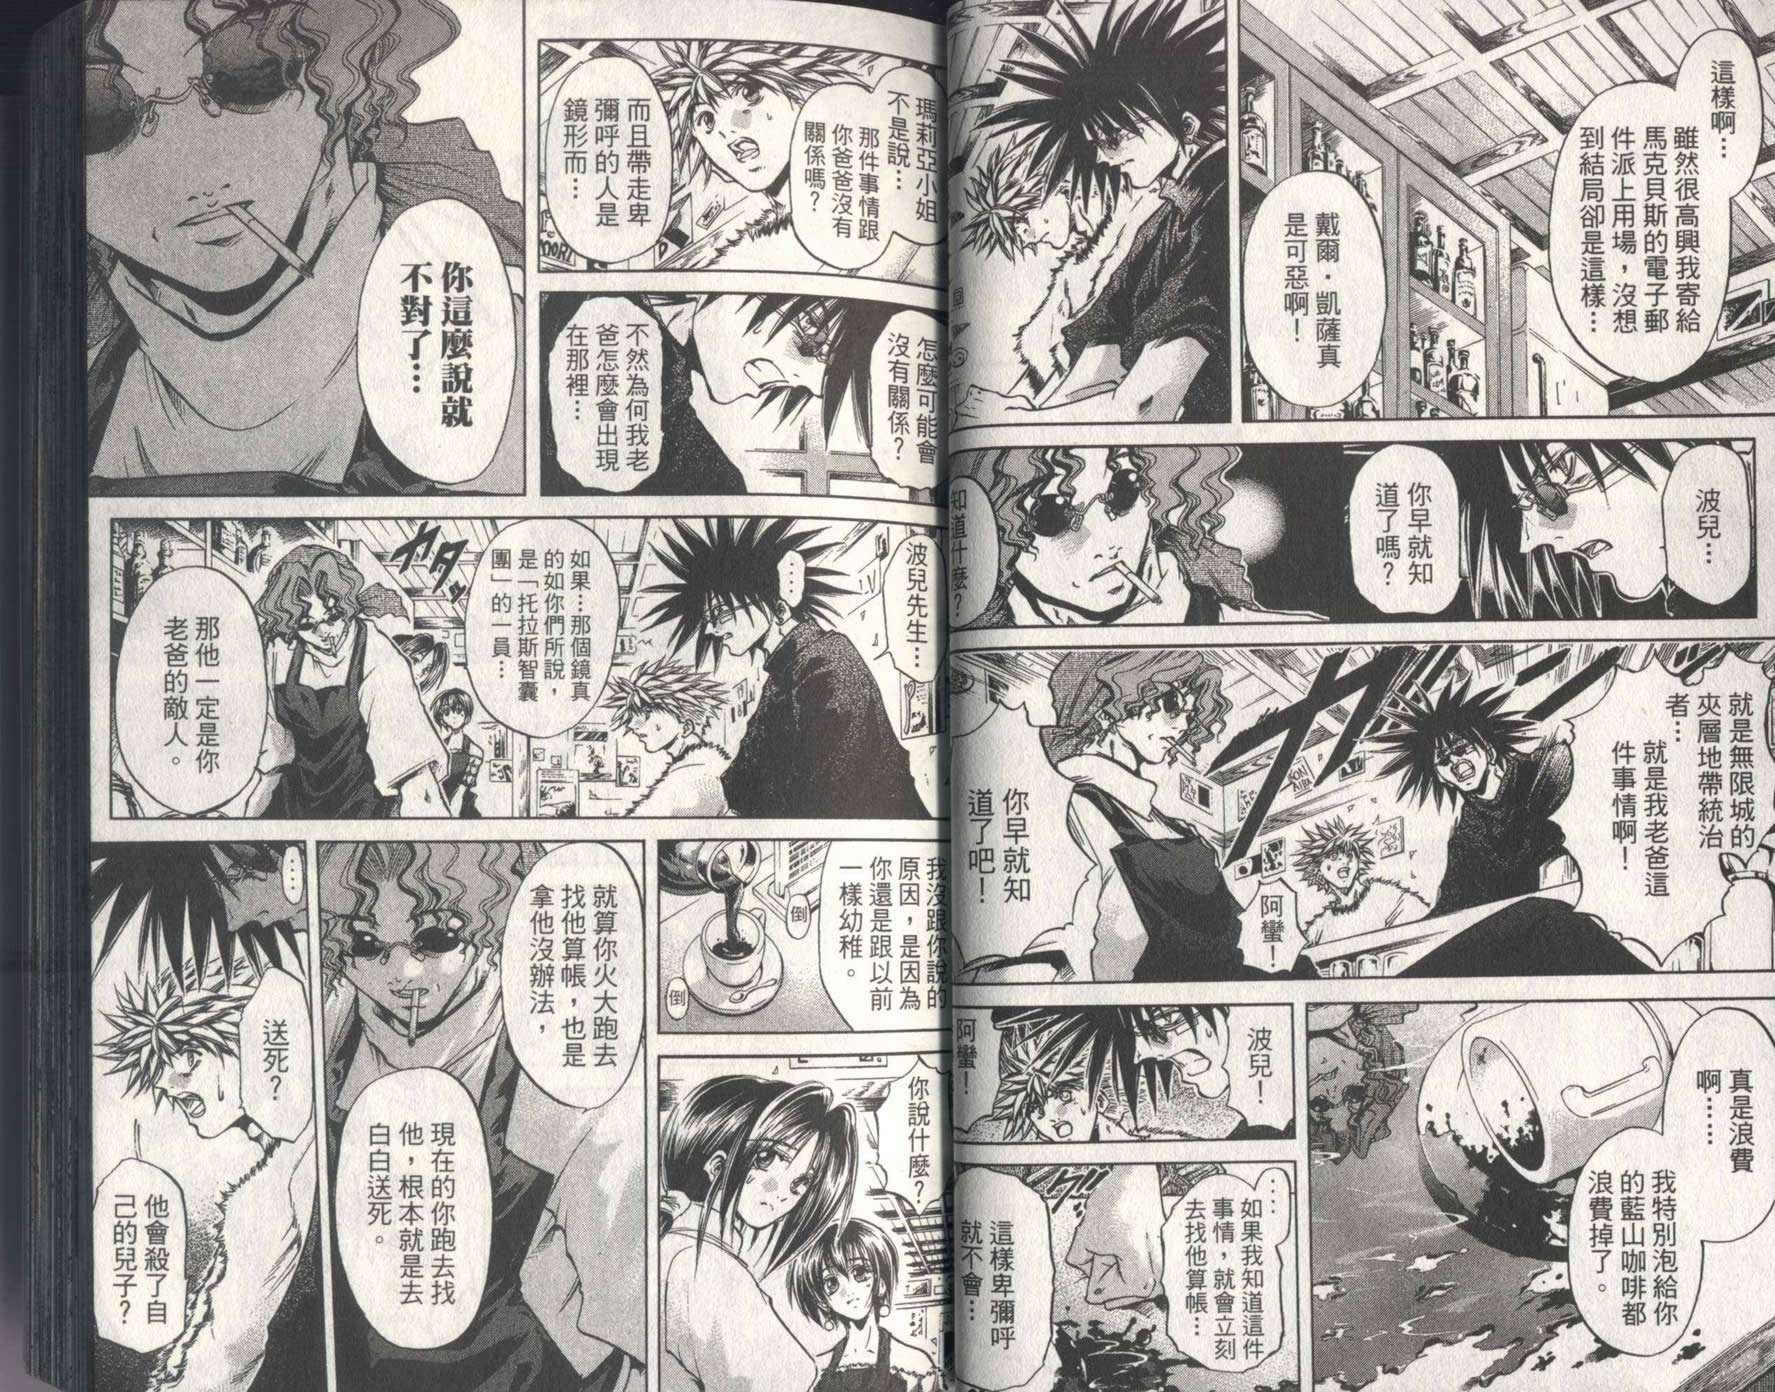 這樣啊…
雖然很高興我寄給
馬克貝斯的電子郵
件派上用場，沒想
到結局卻是這樣…
戴爾．凱薩真
是可惡啊！
波兒…
你早就知
道了嗎？
知道什麼？
就是無限城的
夾層地帶統治
者…
就是我老爸這
件事情啊！
阿蠻！
你早就知
道了吧！
真是浪費
啊……
我特別泡給你
的藍山咖啡都
浪費掉了。
波兒！
阿蠻！
…
如果我知道這件
事情，就會立刻
去找他算帳…
這樣卑彌呼
就不會…
瑪莉亞小姐
不是說…
那件事情跟
你爸爸沒有
關係嗎？
而且帶走卑
彌呼的人是
鏡形而…
怎麼可能會
沒有關係？
不然為何我老
爸怎麼會出現
在那裡…
你這麼說就
不對了…
波兒先生…
…
如果…那個鏡真
的如你們所說，
是「托拉斯智囊
團」的一員…
ガタ
那他一定是你
老爸的敵人。
我沒跟你說的
原因，是因為
你還是跟以前
一樣幼稚。
倒
倒
你說什麼？
就算你火大跑去
找他算帳，也是
拿他沒辦法，
現在的你跑去找
他，根本就是去
白白送死。
…
送死？
他會殺了自
己的兒子？